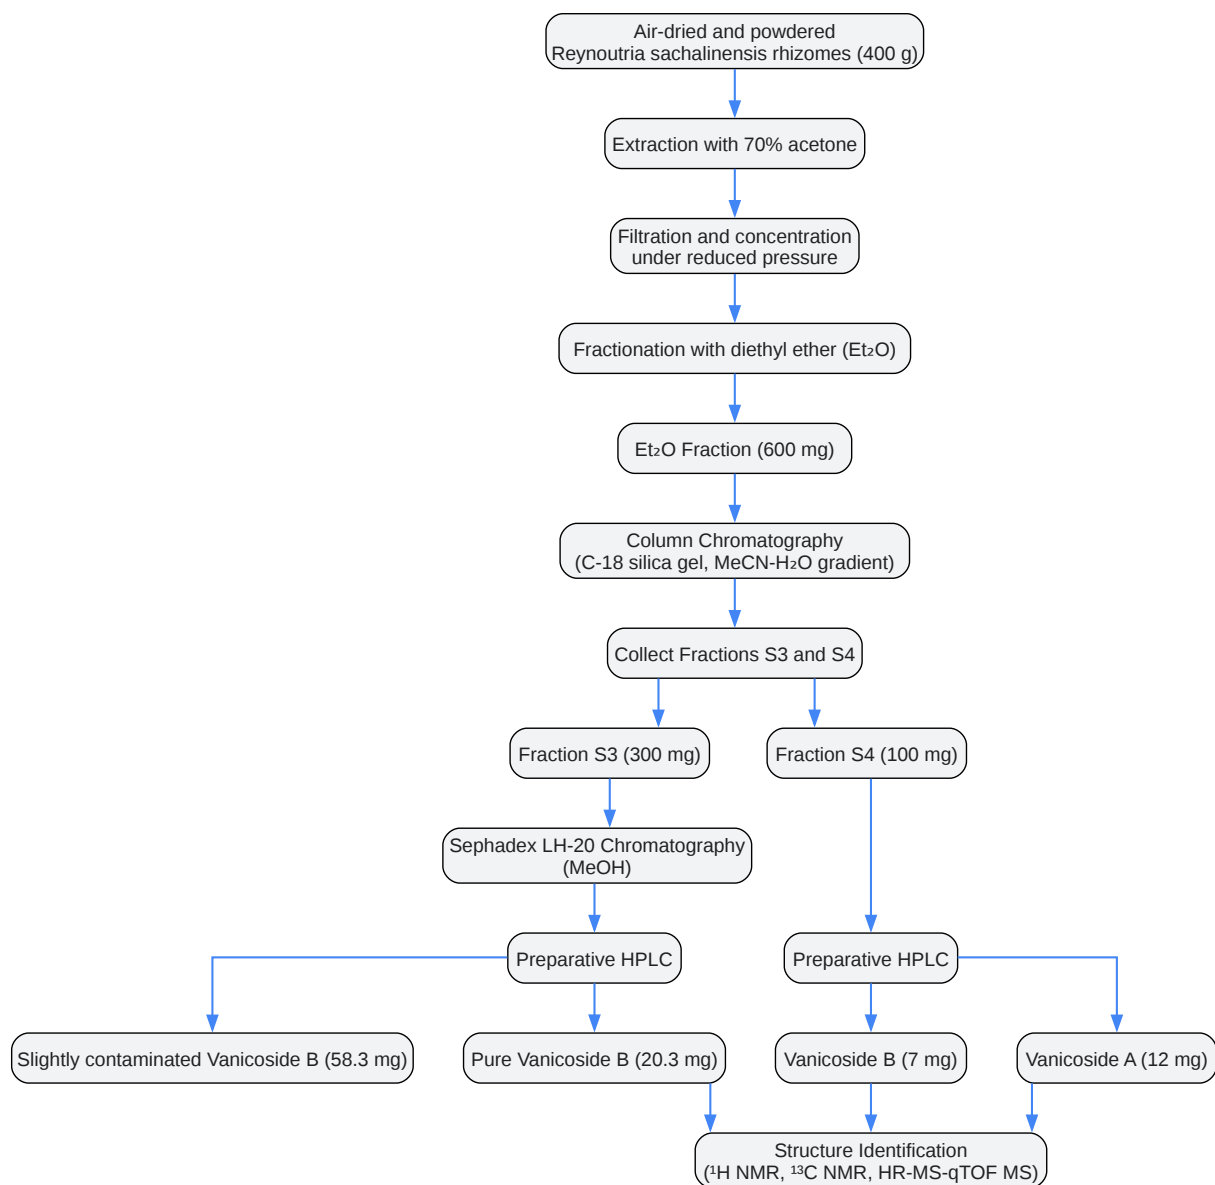 Air-dried and powdered
Reynoutria sachalinensis rhizomes (400 g)
Extraction with 70% acetone
Filtration and concentration
under reduced pressure
Fractionation with diethyl ether (Et₂O)
Et₂O Fraction (600 mg)
Column Chromatography
(C-18 silica gel, MeCN-H₂O gradient)
Collect Fractions S3 and S4
Fraction S3 (300 mg)
Fraction S4 (100 mg)
Sephadex LH-20 Chromatography
(MeOH)
Preparative HPLC
Preparative HPLC
Slightly contaminated Vanicoside B (58.3 mg)
Pure Vanicoside B (20.3 mg)
Vanicoside B (7 mg)
Vanicoside A (12 mg)
Structure Identification
(¹H NMR, ¹³C NMR, HR-MS-qTOF MS)